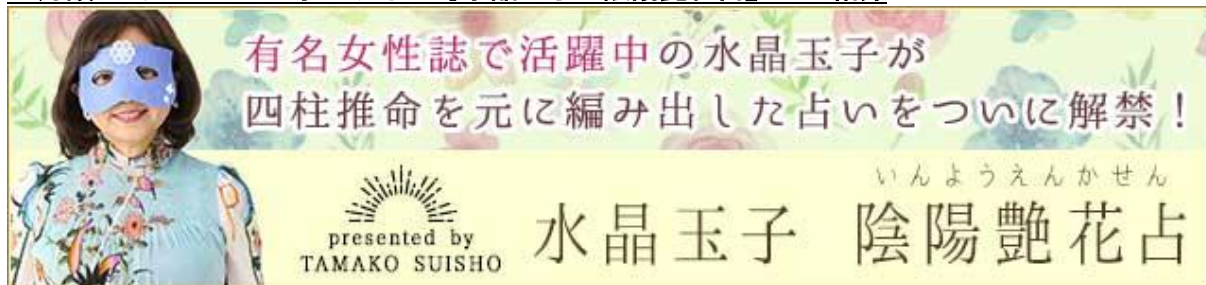 有名女性誌で活躍中の水晶玉子が
四柱推命を元に編み出した占いをついに解禁！
presented by
TAMAKO SUISHO
水晶玉子
いんようえんかせん
陰陽艶花占